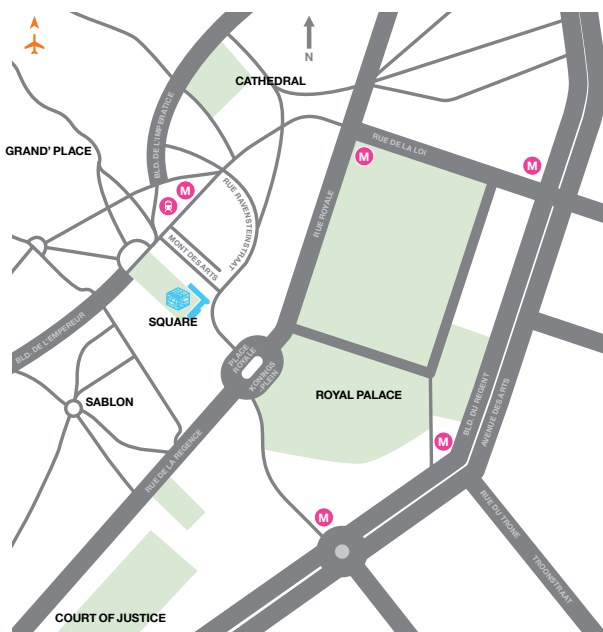 N
CATHEDRAL
BLD. DE L'IMPERATICE
GRAND' PLACE
M
RUE DE LA LOI
M
M
RUE RAVENSTEINSTRAAT
RUE ROYALE
MONT DES ARTS
SQUARE
BLD. DE L'EMPEREUR
PLACE
ROYALE
KONINGS
-PLEIN
ROYAL PALACE
BLD. DU REGENT
AVENUE DES ARTS
SABLON
M
RUE DE LA REGENCE
M
RUE DU TRONE
TROONSTRAAT
COURT OF JUSTICE